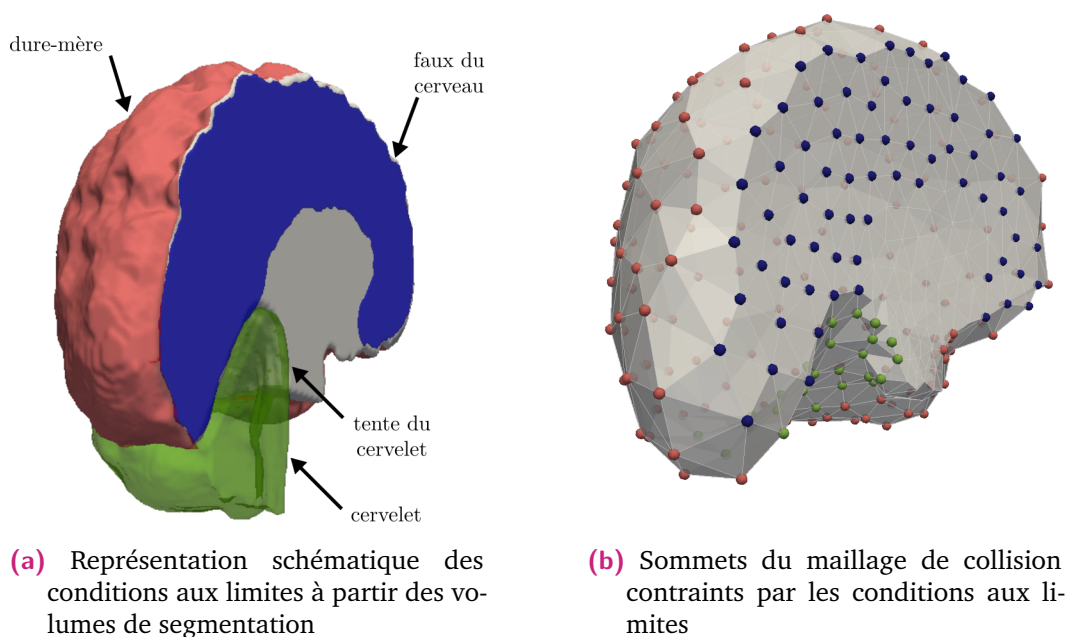 dure-mère
faux du
cerveau
tente du
cervelet
cervelet
(a) Représentation schématique des
conditions aux limites à partir des vo-
lumes de segmentation
(b) Sommets du maillage de collision
contraints par les conditions aux li-
mites